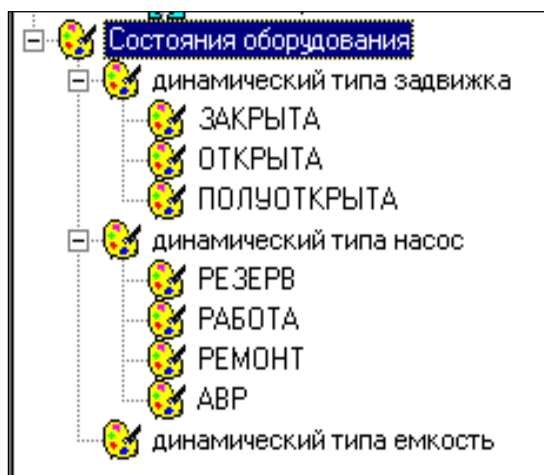 Состояния оборудования
динамический типа задвижка
ЗАКРЫТА
ОТКРЫТА
ПОЛУОТКРЫТА
динамический типа насос
РЕЗЕРВ
РАБОТА
РЕМОНТ
АВР
динамический типа емкость